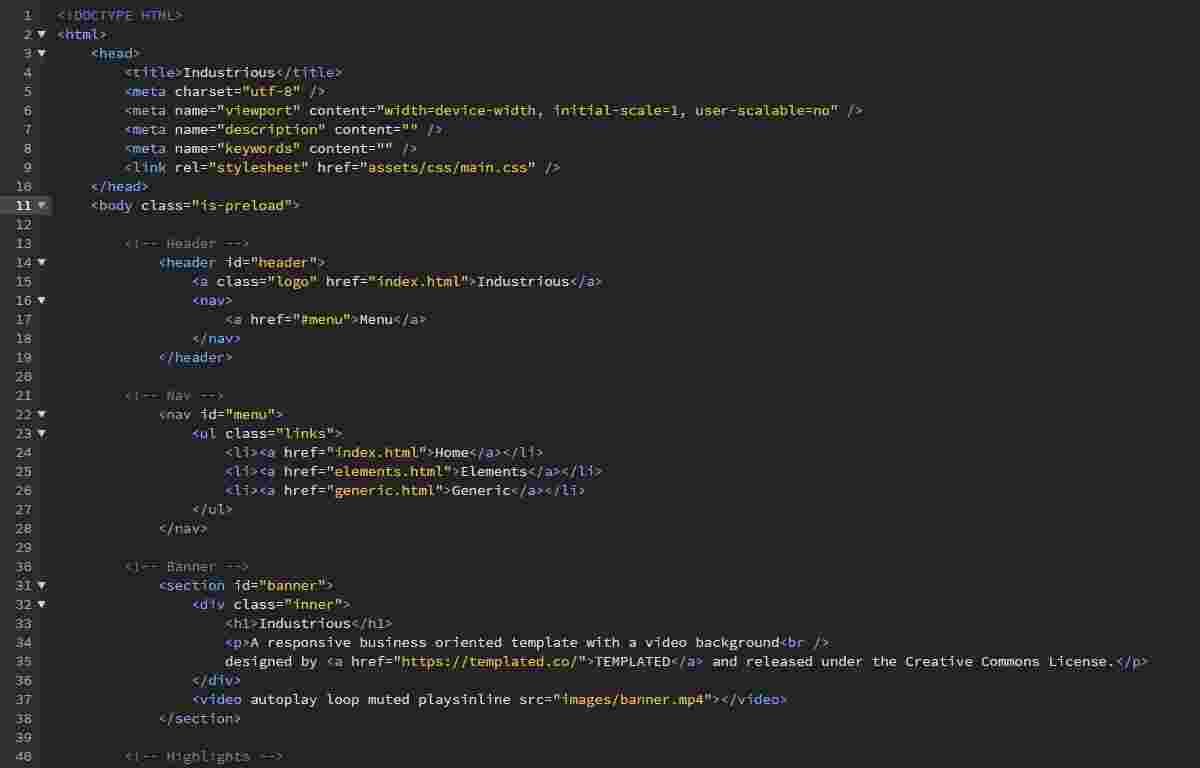 1 <!DOCTYPE HTML>
2 <html>
3 <head>
4 <title>Industrious</title>
5 <meta charset="utf-8" />
6 <meta name="viewport" content="width=device-width, initial-scale=1, user-scalable=no" />
7 <meta name="description" content="" />
8 <meta name="keywords" content="" />
9 <link rel="stylesheet" href="assets/css/main.css" />
10 </head>
11 <body class="is-preload">
12
13 <!-- Header -->
14 <header id="header">
15 <a class="logo" href="index.html">Industrious</a>
16 <nav>
17 <a href="#menu">Menu</a>
18 </nav>
19 </header>
20
21 <!-- Nav -->
22 <nav id="menu">
23 <ul class="links">
24 <li><a href="index.html">Home</a></li>
25 <li><a href="elements.html">Elements</a></li>
26 <li><a href="generic.html">Generic</a></li>
27 </ul>
28 </nav>
29
30 <!-- Banner -->
31 <section id="banner">
32 <div class="inner">
33 <h1>Industrious</h1>
34 <p>A responsive business oriented template with a video background<br />
35 designed by <a href="https://templated.co/">TEMPLATED</a> and released under the Creative Commons License.</p>
36 </div>
37 <video autoplay loop muted playsinline src="images/banner.mp4"></video>
38 </section>
39
40 <!-- Highlights -->